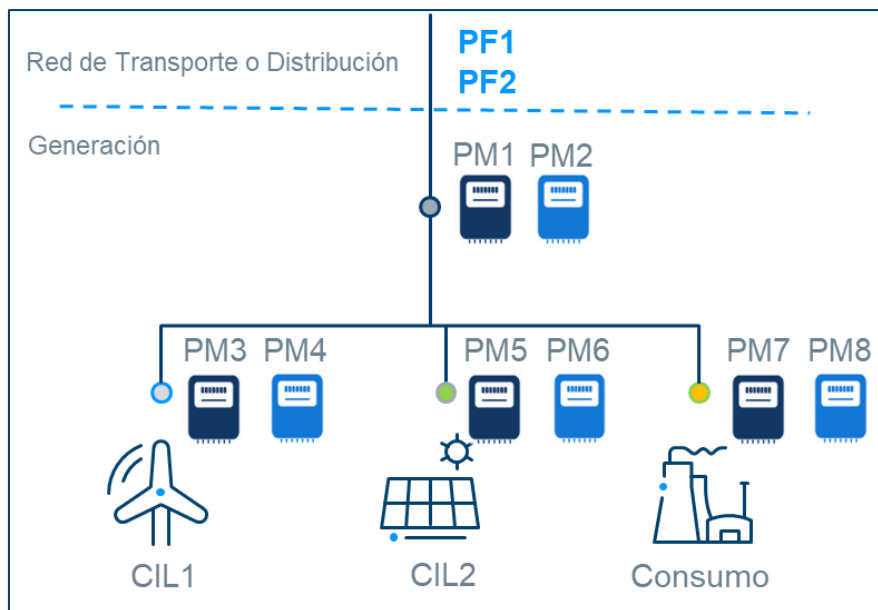 PF1
Red de Transporte o Distribución
PF2
Generación
PM1 PM2
PM3 PM4 PM5 PM6 PM7 PM8
CIL1 CIL2 Consumo